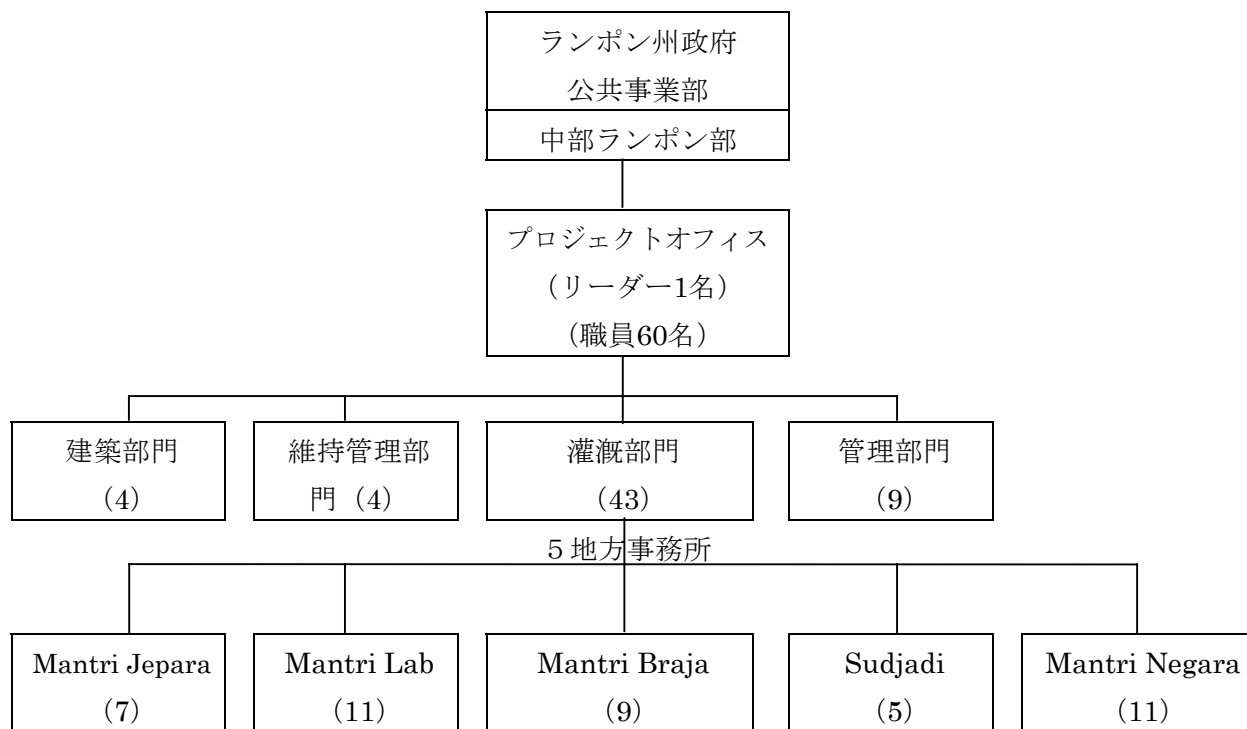 ランポン州政府
公共事業部
中部ランポン部
プロジェクトオフィス
（リーダー1名）
（職員60名）
建築部門
（4）
維持管理部
門（4）
灌漑部門
（43）
管理部門
（9）
５地方事務所
Mantri Jepara
（7）
Mantri Lab
（11）
Mantri Braja
（9）
Sudjadi
（5）
Mantri Negara
（11）